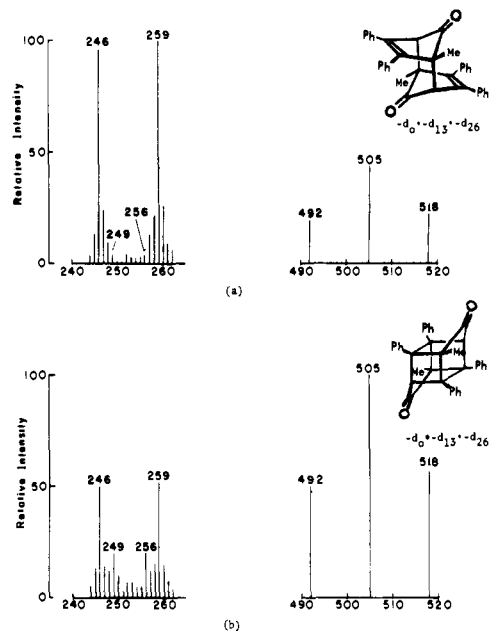 Relative Intensity
100
50
0
246
259
249
256
505
492
518
240
250
260
490
500
510
520
O
Ph
Me
Ph
Ph
Me
Ph
O
-d₀,-d₁₃,-d₂₆
(a)
Relative Intensity
100
50
0
246
259
249
256
505
492
518
240
250
260
490
500
510
520
O
Ph
Ph
Me
Me
Ph
Ph
O
-d₀,-d₁₃,-d₂₆
(b)